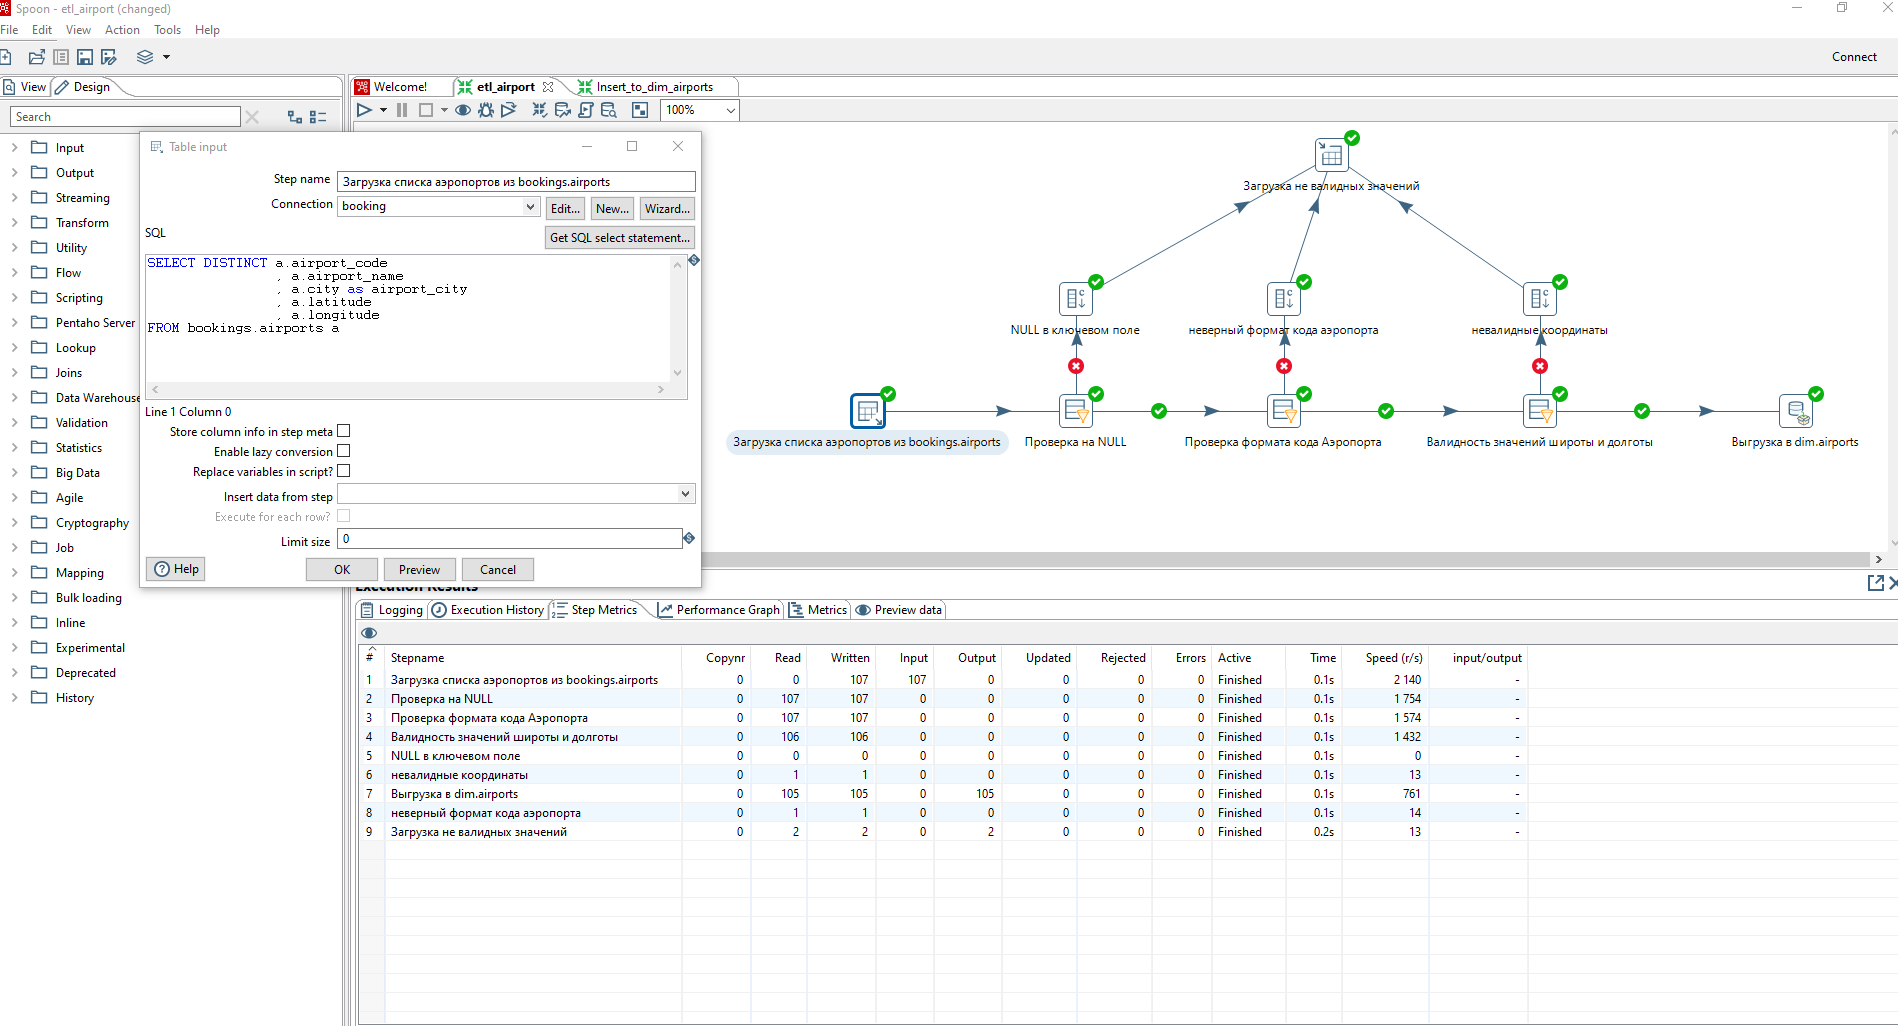 Spoon - etl_airport (changed)
File Edit View Action Tools Help
Connect
View Design
Welcome! etl_airport Insert_to_dim_airports
Search
100%
Input
Output
Streaming
Transform
Utility
Flow
Scripting
Pentaho Server
Lookup
Joins
Data Warehouse
Validation
Statistics
Big Data
Agile
Cryptography
Job
Mapping
Bulk loading
Inline
Experimental
Deprecated
History
Table input
Step name Загрузка списка аэропортов из bookings.airports
Connection booking Edit... New... Wizard...
SQL
Get SQL select statement...
SELECT DISTINCT a.airport_code
, a.airport_name
, a.city as airport_city
, a.latitude
, a.longitude
FROM bookings.airports a
Line 1 Column 0
Store column info in step meta
Enable lazy conversion
Replace variables in script?
Insert data from step
Execute for each row?
Limit size 0
Help OK Preview Cancel
Загрузка не валидных значений
NULL в ключевом поле неверный формат кода аэропорта невалидные координаты
Загрузка списка аэропортов из bookings.airports Проверка на NULL Проверка формата кода Аэропорта Валидность значений широты и долготы Выгрузка в dim.airports
Execution Results
Logging Execution History Step Metrics Performance Graph Metrics Preview data
# Stepname Copynr Read Written Input Output Updated Rejected Errors Active Time Speed (r/s) input/output
1 Загрузка списка аэропортов из bookings.airports 0 0 107 107 0 0 0 0 Finished 0.1s 2 140 -
2 Проверка на NULL 0 107 107 0 0 0 0 0 Finished 0.1s 1 754 -
3 Проверка формата кода Аэропорта 0 107 107 0 0 0 0 0 Finished 0.1s 1 574 -
4 Валидность значений широты и долготы 0 106 106 0 0 0 0 0 Finished 0.1s 1 432 -
5 NULL в ключевом поле 0 0 0 0 0 0 0 0 Finished 0.1s 0 -
6 невалидные координаты 0 1 1 0 0 0 0 0 Finished 0.1s 13 -
7 Выгрузка в dim.airports 0 105 105 0 105 0 0 0 Finished 0.1s 761 -
8 неверный формат кода аэропорта 0 1 1 0 0 0 0 0 Finished 0.1s 14 -
9 Загрузка не валидных значений 0 2 2 0 2 0 0 0 Finished 0.2s 13 -